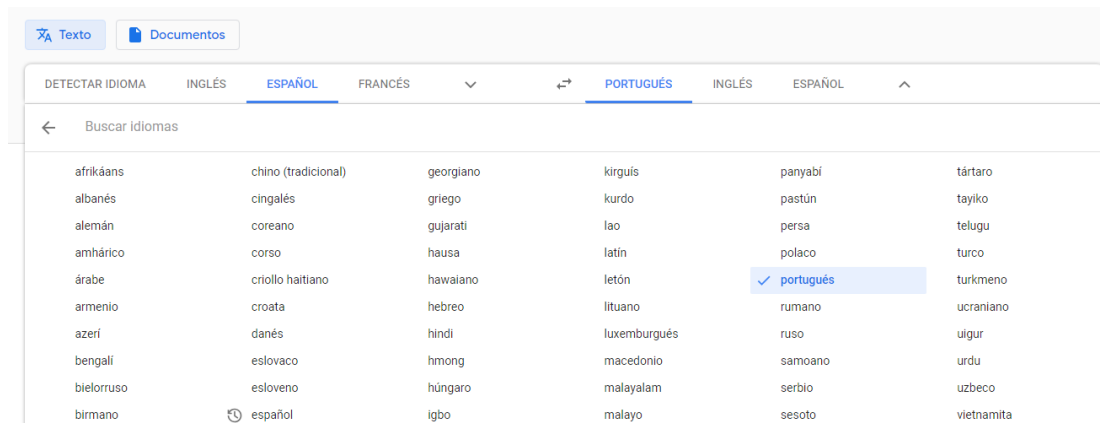 Texto Documentos
DETECTAR IDIOMA INGLÉS ESPAÑOL FRANCÉS PORTUGUÉS INGLÉS ESPAÑOL
Buscar idiomas
afrikáans chino (tradicional) georgiano kirguís panyabí tártaro
albanés cingalés griego kurdo pastún tayiko
alemán coreano gujarati lao persa telugu
amhárico corso hausa latín polaco turco
árabe criollo haitiano hawaiano letón portugués turkmeno
armenio croata hebreo lituano rumano ucraniano
azerí danés hindi luxemburgués ruso uigur
bengalí eslovaco hmong macedonio samoano urdu
bielorruso esloveno húngaro malayalam serbio uzbeco
birmano español igbo malayo sesoto vietnamita